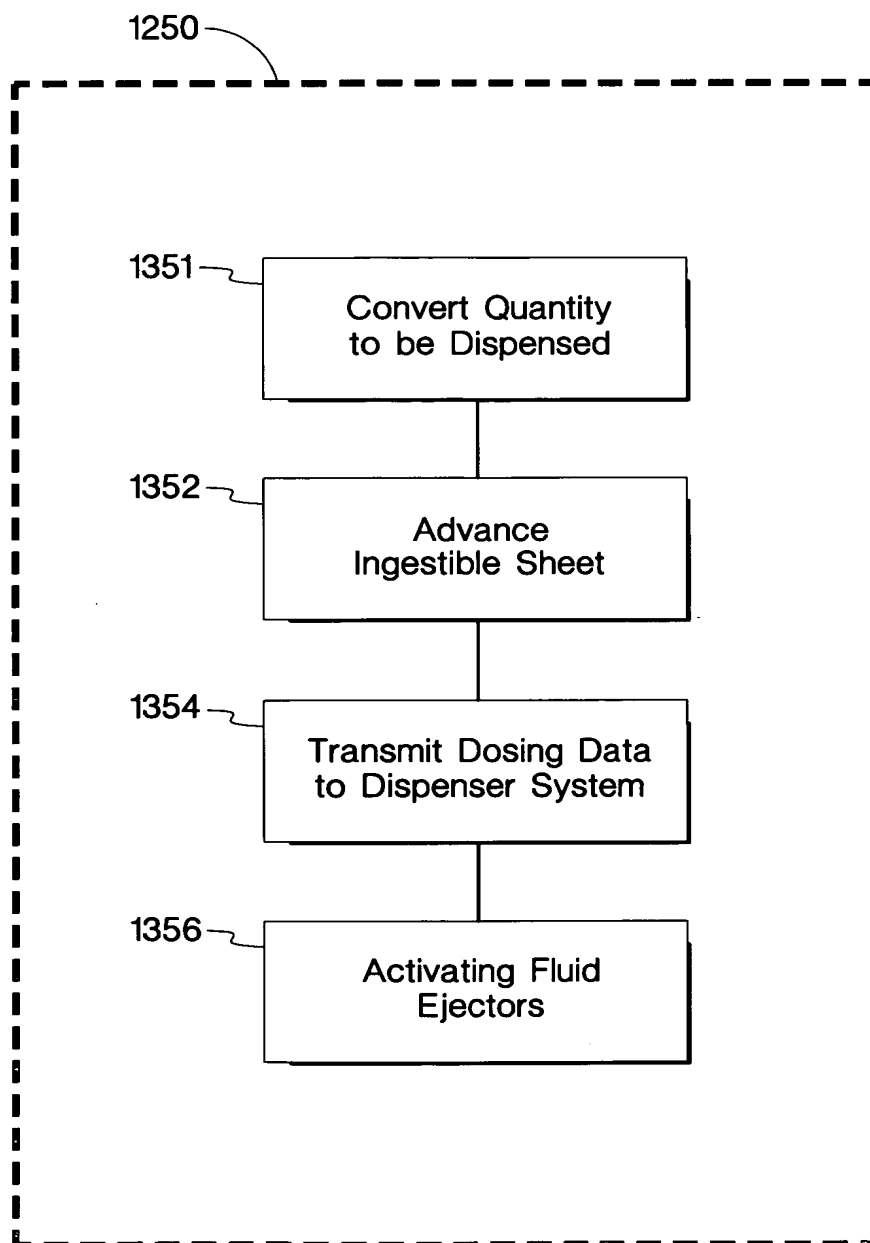 1250
1351
Convert Quantity
to be Dispensed
1352
Advance
Ingestible Sheet
1354
Transmit Dosing Data
to Dispenser System
1356
Activating Fluid
Ejectors